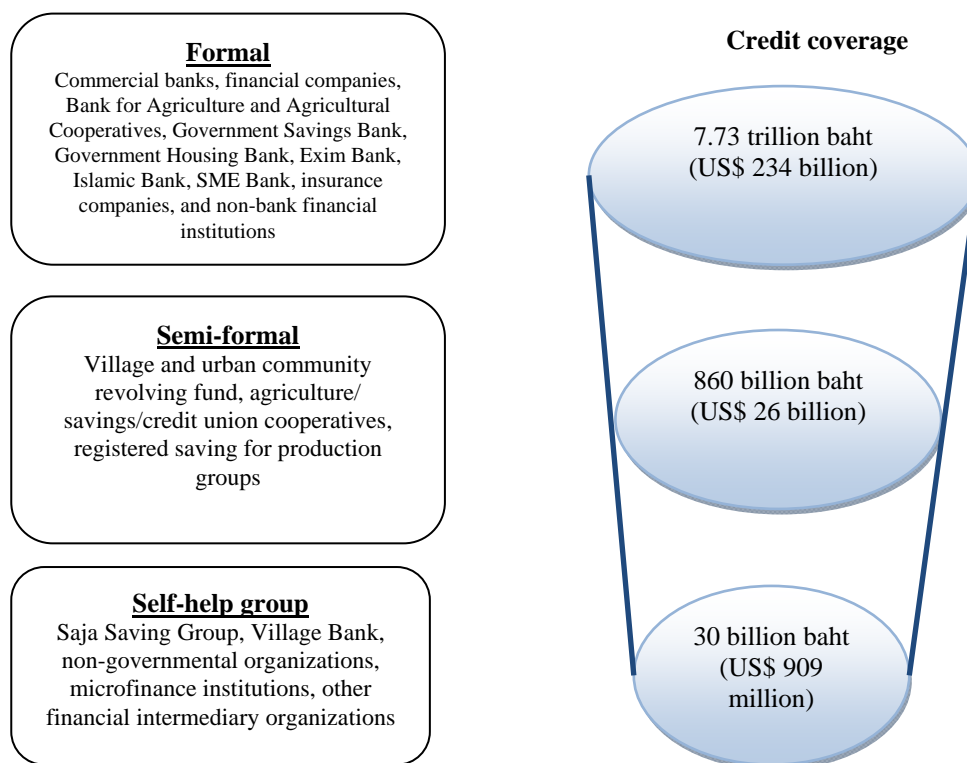 Formal
Commercial banks, financial companies,
Bank for Agriculture and Agricultural
Cooperatives, Government Savings Bank,
Government Housing Bank, Exim Bank,
Islamic Bank, SME Bank, insurance
companies, and non-bank financial
institutions
Semi-formal
Village and urban community
revolving fund, agriculture/
savings/credit union cooperatives,
registered saving for production
groups
Self-help group
Saja Saving Group, Village Bank,
non-governmental organizations,
microfinance institutions, other
financial intermediary organizations
Credit coverage
7.73 trillion baht
(US$ 234 billion)
860 billion baht
(US$ 26 billion)
30 billion baht
(US$ 909
million)